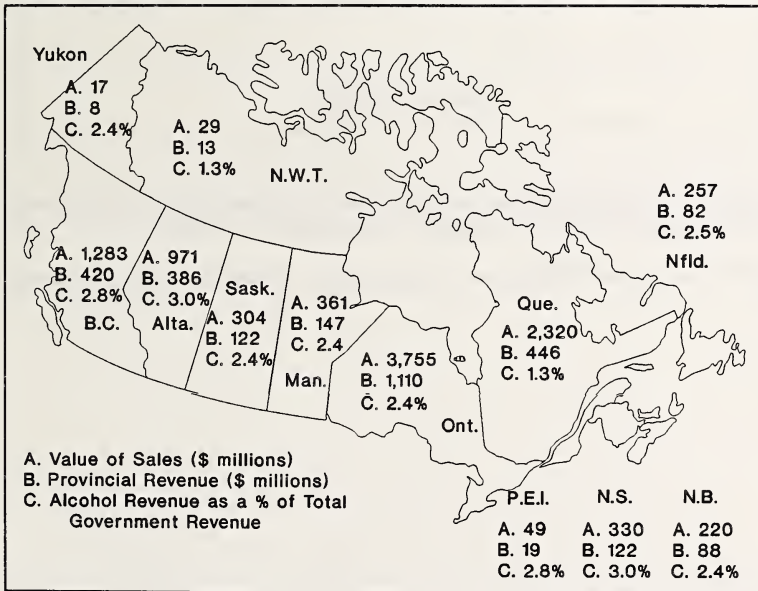 Yukon
A. 17
B. 8
C. 2.4%
A. 29
B. 13
C. 1.3%
N.W.T.
A. 257
B. 82
C. 2.5%
Nfld.
A. 1,283
B. 420
C. 2.8%
B.C.
A. 971
B. 386
C. 3.0%
Alta.
Sask.
A. 304
B. 122
C. 2.4%
A. 361
B. 147
C. 2.4
Man.
A. 3,755
B. 1,110
C. 2.4%
Ont.
Que.
A. 2,320
B. 446
C. 1.3%
A. Value of Sales ($ millions)
B. Provincial Revenue ($ millions)
C. Alcohol Revenue as a % of Total
Government Revenue
P.E.I.
A. 49
B. 19
C. 2.8%
N.S.
A. 330
B. 122
C. 3.0%
N.B.
A. 220
B. 88
C. 2.4%